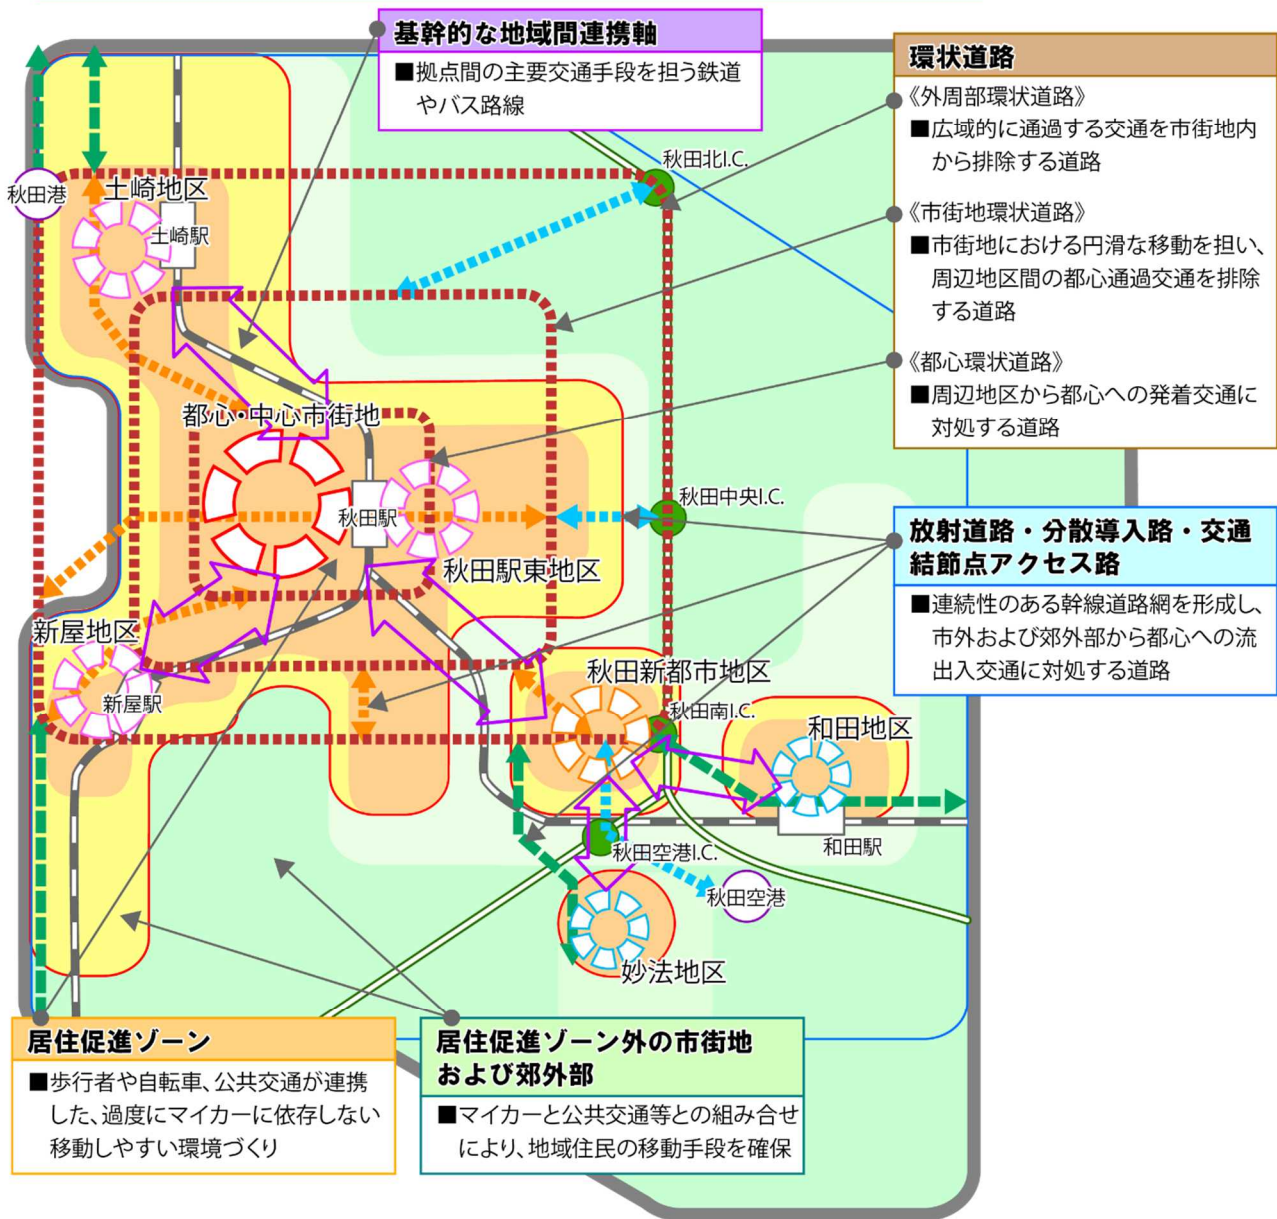 基幹的な地域間連携軸
■拠点間の主要交通手段を担う鉄道
やバス路線
環状道路
《外周部環状道路》
■広域的に通過する交通を市街地内
から排除する道路
《市街地環状道路》
■市街地における円滑な移動を担い、
周辺地区間の都心通過交通を排除
する道路
《都心環状道路》
■周辺地区から都心への発着交通に
対処する道路
秋田北I.C.
秋田港
土崎地区
土崎駅
都心・中心市街地
秋田駅
秋田中央I.C.
秋田駅東地区
放射道路・分散導入路・交通
結節点アクセス路
■連続性のある幹線道路網を形成し、
市外および郊外部から都心への流
出入交通に対処する道路
新屋地区
新屋駅
秋田新都市地区
秋田南I.C.
和田地区
和田駅
秋田空港I.C.
秋田空港
妙法地区
居住促進ゾーン
■歩行者や自転車、公共交通が連携
した、過度にマイカーに依存しない
移動しやすい環境づくり
居住促進ゾーン外の市街地
および郊外部
■マイカーと公共交通等との組み合せ
により、地域住民の移動手段を確保